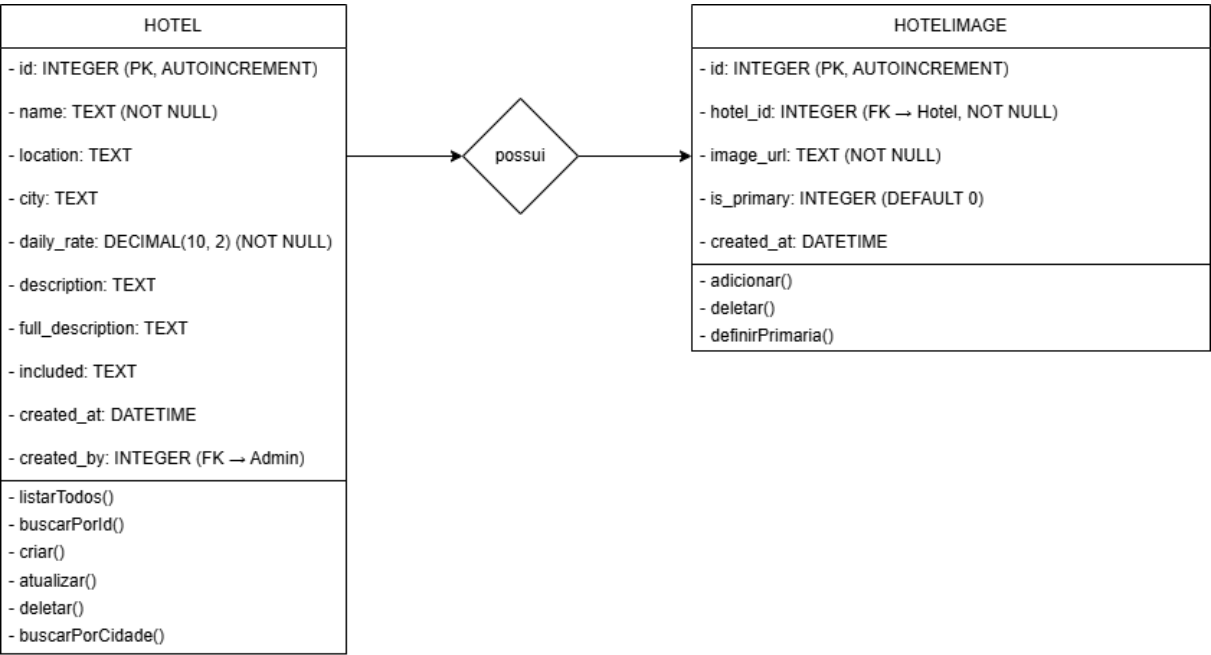 HOTEL
- id: INTEGER (PK, AUTOINCREMENT)
- name: TEXT (NOT NULL)
- location: TEXT
- city: TEXT
- daily_rate: DECIMAL(10, 2) (NOT NULL)
- description: TEXT
- full_description: TEXT
- included: TEXT
- created_at: DATETIME
- created_by: INTEGER (FK → Admin)
- listarTodos()
- buscarPorId()
- criar()
- atualizar()
- deletar()
- buscarPorCidade()
possui
HOTELIMAGE
- id: INTEGER (PK, AUTOINCREMENT)
- hotel_id: INTEGER (FK → Hotel, NOT NULL)
- image_url: TEXT (NOT NULL)
- is_primary: INTEGER (DEFAULT 0)
- created_at: DATETIME
- adicionar()
- deletar()
- definirPrimaria()